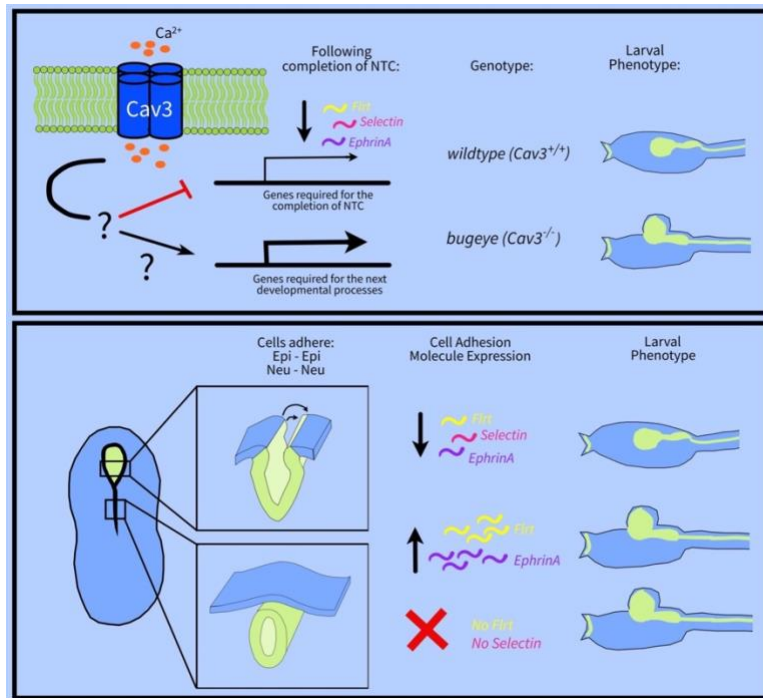 Ca²⁺
Cav3
?
?
Following
completion of NTC:
Flrt
Selectin
EphrinA
Genes required for the
completion of NTC
Genes required for the next
developmental processes
Genotype:
wildtype (Cav3⁺/⁺)
bugeye (Cav3⁻/⁻)
Larval
Phenotype:
Cells adhere:
Epi - Epi
Neu - Neu
Cell Adhesion
Molecule Expression
Flrt
Selectin
EphrinA
Flrt
EphrinA
No Flrt
No Selectin
Larval
Phenotype